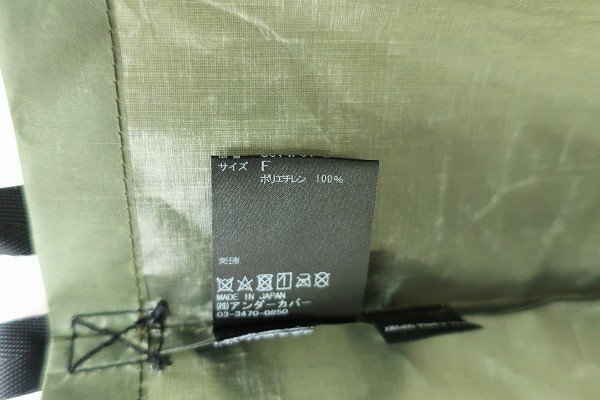 サイズ F
ポリエチレン 100%
MADE IN JAPAN
㈱アンダーカバー
03-3470-0850